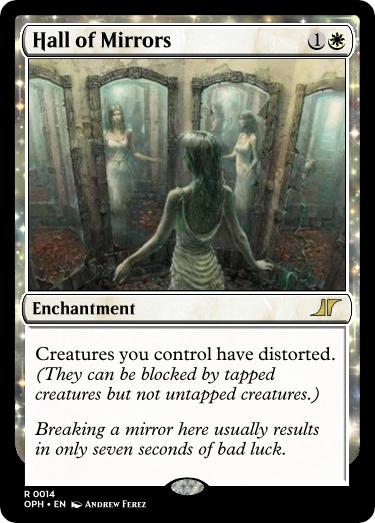 Hall of Mirrors 1
Enchantment
Creatures you control have distorted.
(They can be blocked by tapped
creatures but not untapped creatures.)
Breaking a mirror here usually results
in only seven seconds of bad luck.
R 0014
OPH • EN Andrew Ferez